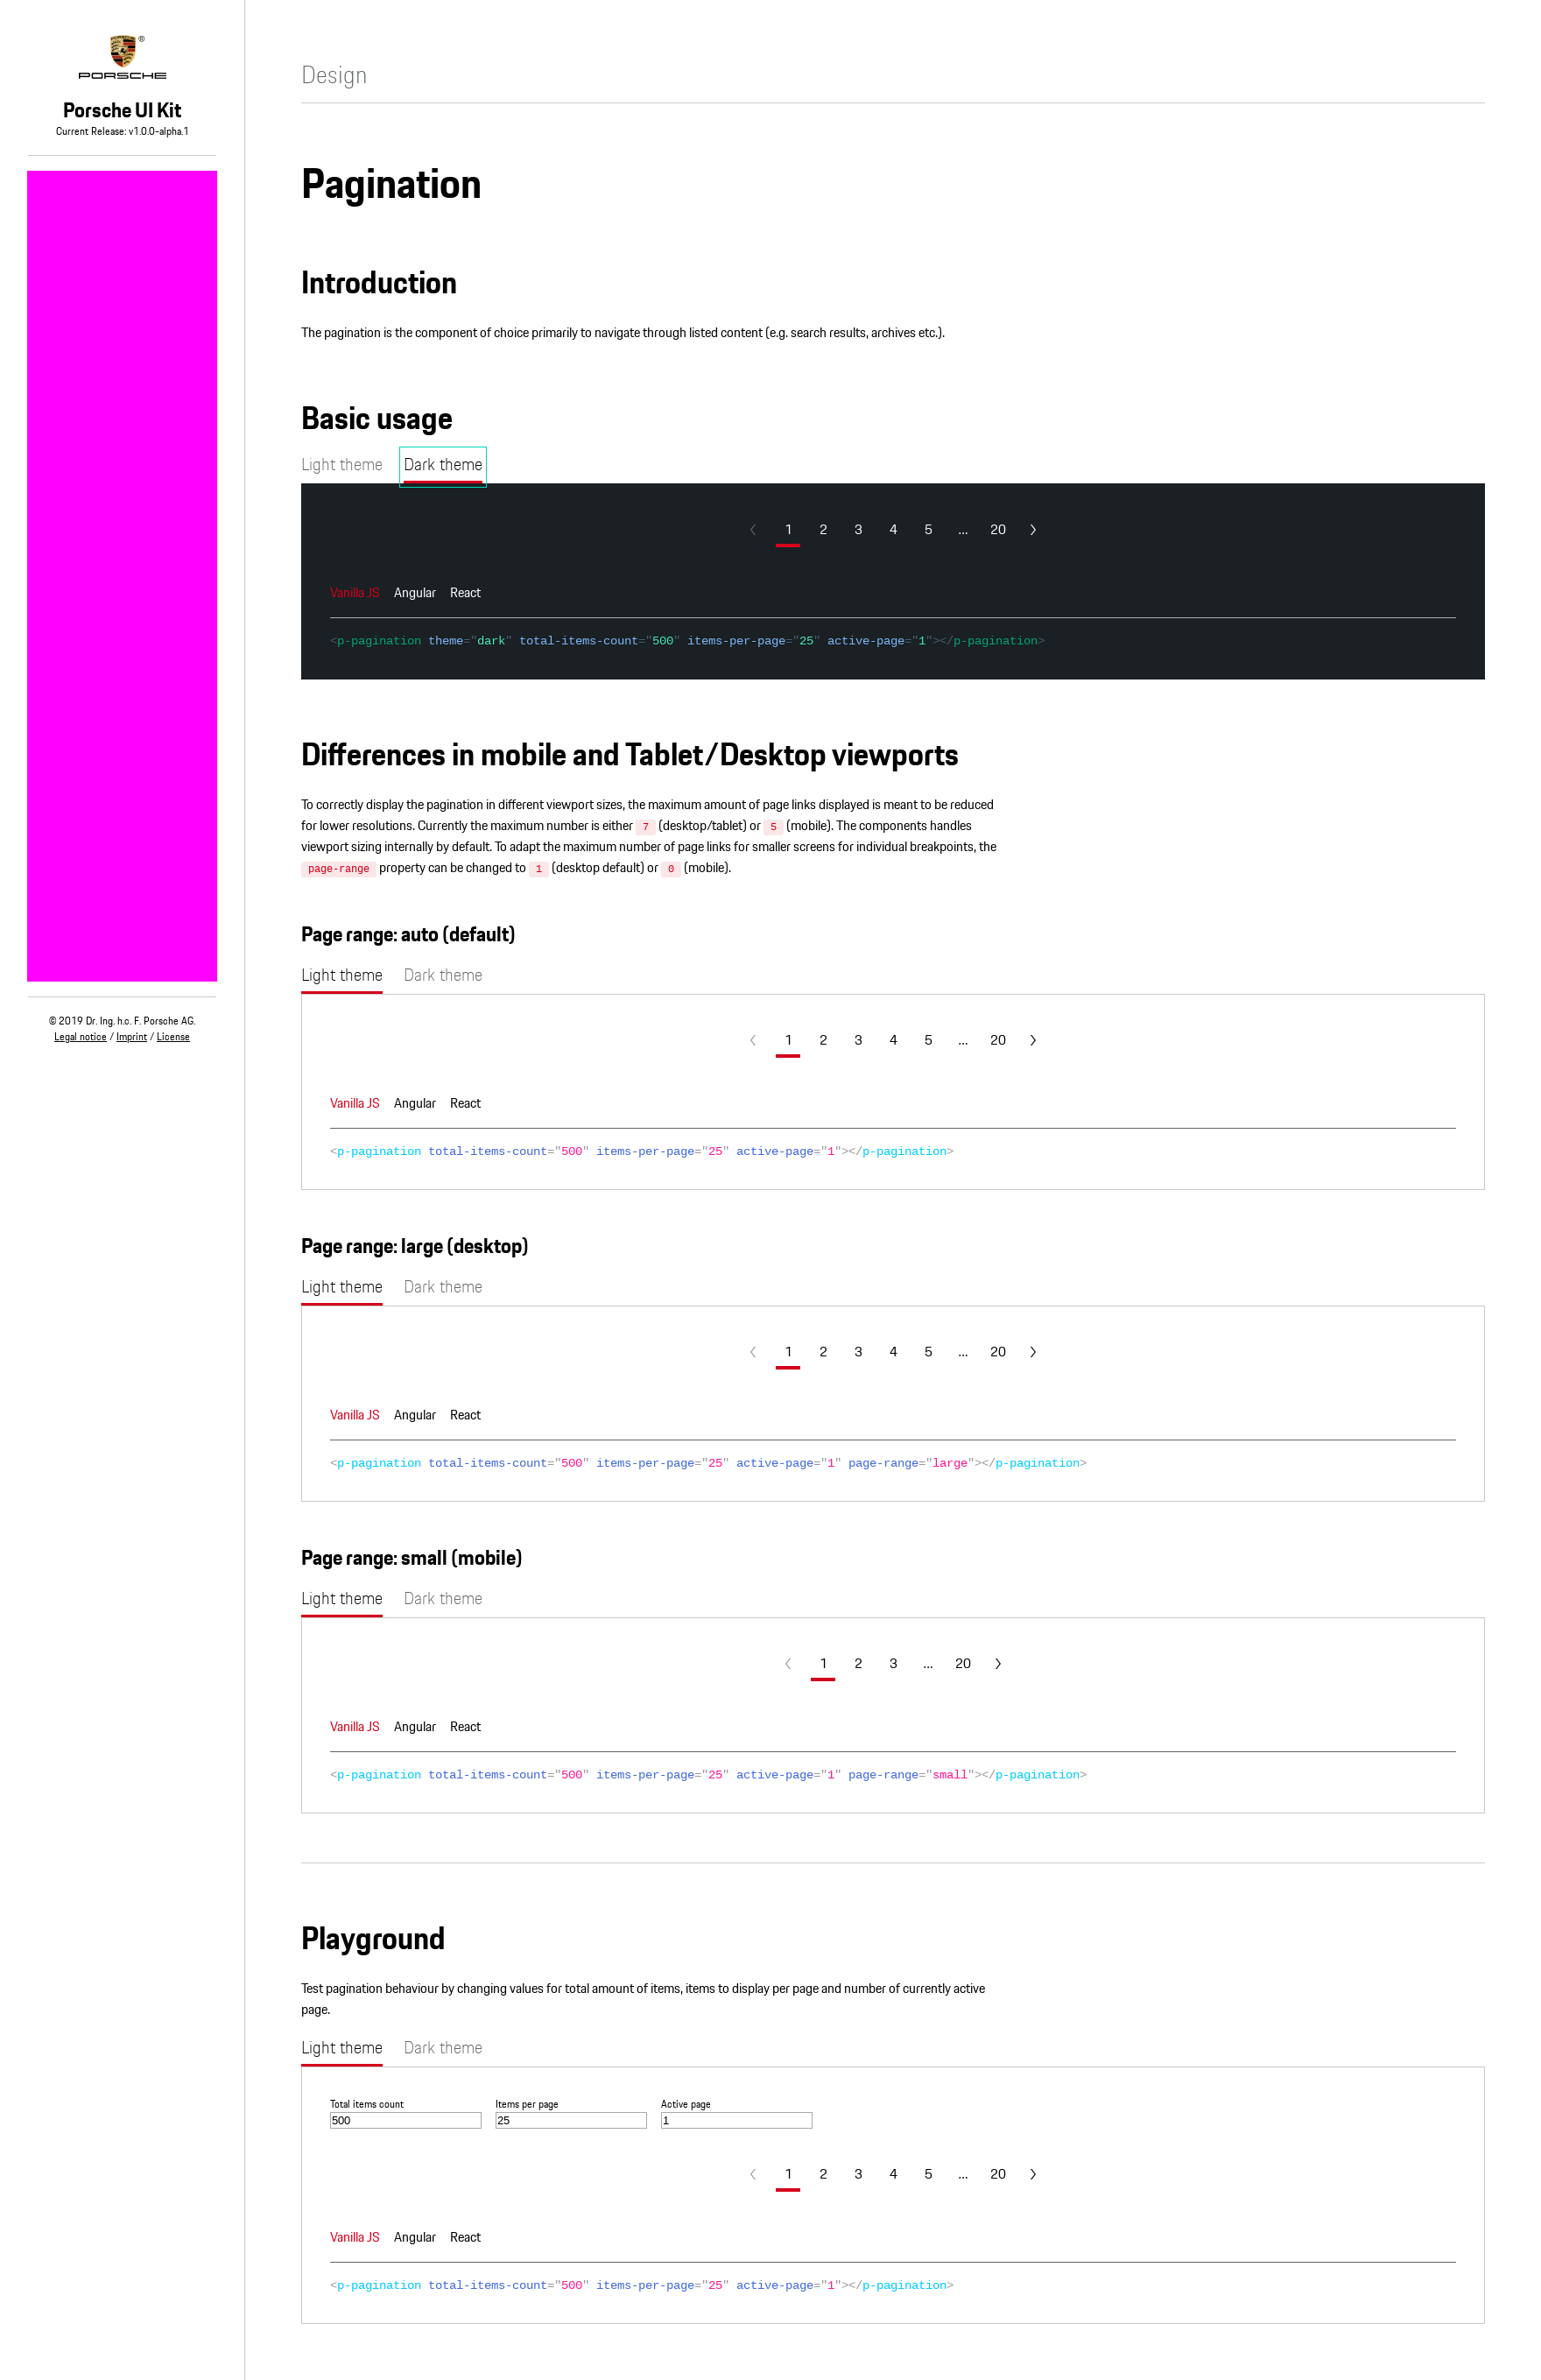 ®
PORSCHE
Porsche UI Kit
Current Release: v1.0.0-alpha.1
© 2019 Dr. Ing. h.c. F. Porsche AG.
Legal notice / Imprint / License
Design
Pagination
Introduction
The pagination is the component of choice primarily to navigate through listed content (e.g. search results, archives etc.).
Basic usage
Light theme Dark theme
1 2 3 4 5 ... 20
Vanilla JS Angular React
<p-pagination theme="dark" total-items-count="500" items-per-page="25" active-page="1"></p-pagination>
Differences in mobile and Tablet/Desktop viewports
To correctly display the pagination in different viewport sizes, the maximum amount of page links displayed is meant to be reduced
for lower resolutions. Currently the maximum number is either 7 (desktop/tablet) or 5 (mobile). The components handles
viewport sizing internally by default. To adapt the maximum number of page links for smaller screens for individual breakpoints, the
page-range property can be changed to 1 (desktop default) or 0 (mobile).
Page range: auto (default)
Light theme Dark theme
1 2 3 4 5 ... 20
Vanilla JS Angular React
<p-pagination total-items-count="500" items-per-page="25" active-page="1"></p-pagination>
Page range: large (desktop)
Light theme Dark theme
1 2 3 4 5 ... 20
Vanilla JS Angular React
<p-pagination total-items-count="500" items-per-page="25" active-page="1" page-range="large"></p-pagination>
Page range: small (mobile)
Light theme Dark theme
1 2 3 ... 20
Vanilla JS Angular React
<p-pagination total-items-count="500" items-per-page="25" active-page="1" page-range="small"></p-pagination>
Playground
Test pagination behaviour by changing values for total amount of items, items to display per page and number of currently active
page.
Light theme Dark theme
Total items count Items per page Active page
500 25 1
1 2 3 4 5 ... 20
Vanilla JS Angular React
<p-pagination total-items-count="500" items-per-page="25" active-page="1"></p-pagination>